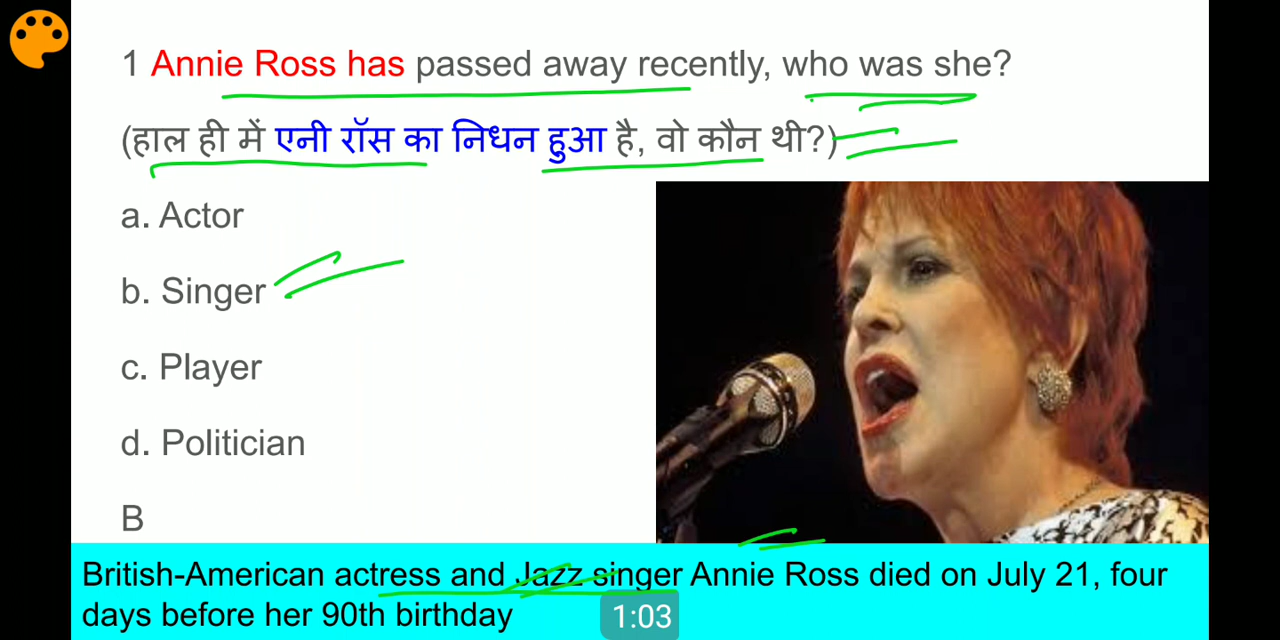 1 Annie Ross has passed away recently, who was she?
(हाल ही में एनी रॉस का निधन हुआ है, वो कौन थी?)
a. Actor
b. Singer
c. Player
d. Politician
B
British-American actress and Jazz singer Annie Ross died on July 21, four
days before her 90th birthday
1:03